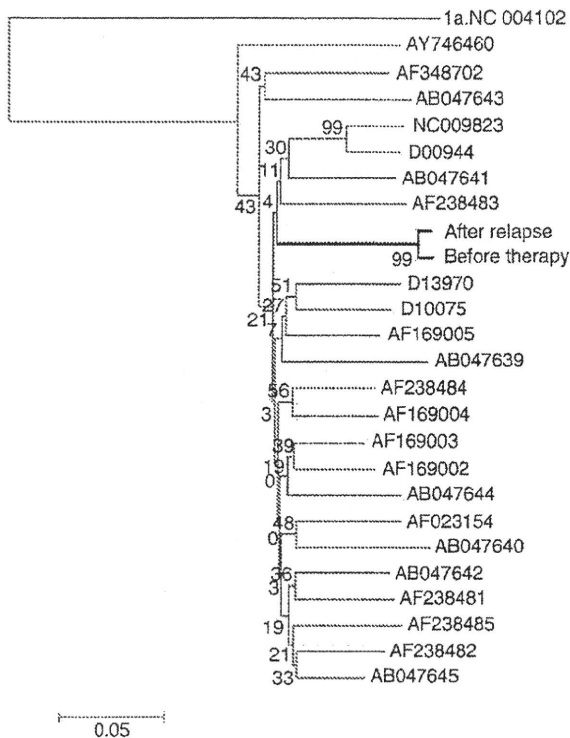 1a.NC 004102
AY746460
43
AF348702
AB047643
99
NC009823
30
D00944
11
AB047641
4
AF238483
43
After relapse
99
Before therapy
51
D13970
27
D10075
21
AF169005
7
AB047639
56
AF238484
3
AF169004
39
AF169003
19
AF169002
0
AB047644
48
AF023154
0
AB047640
36
AB047642
3
AF238481
19
AF238485
21
AF238482
33
AB047645
0.05